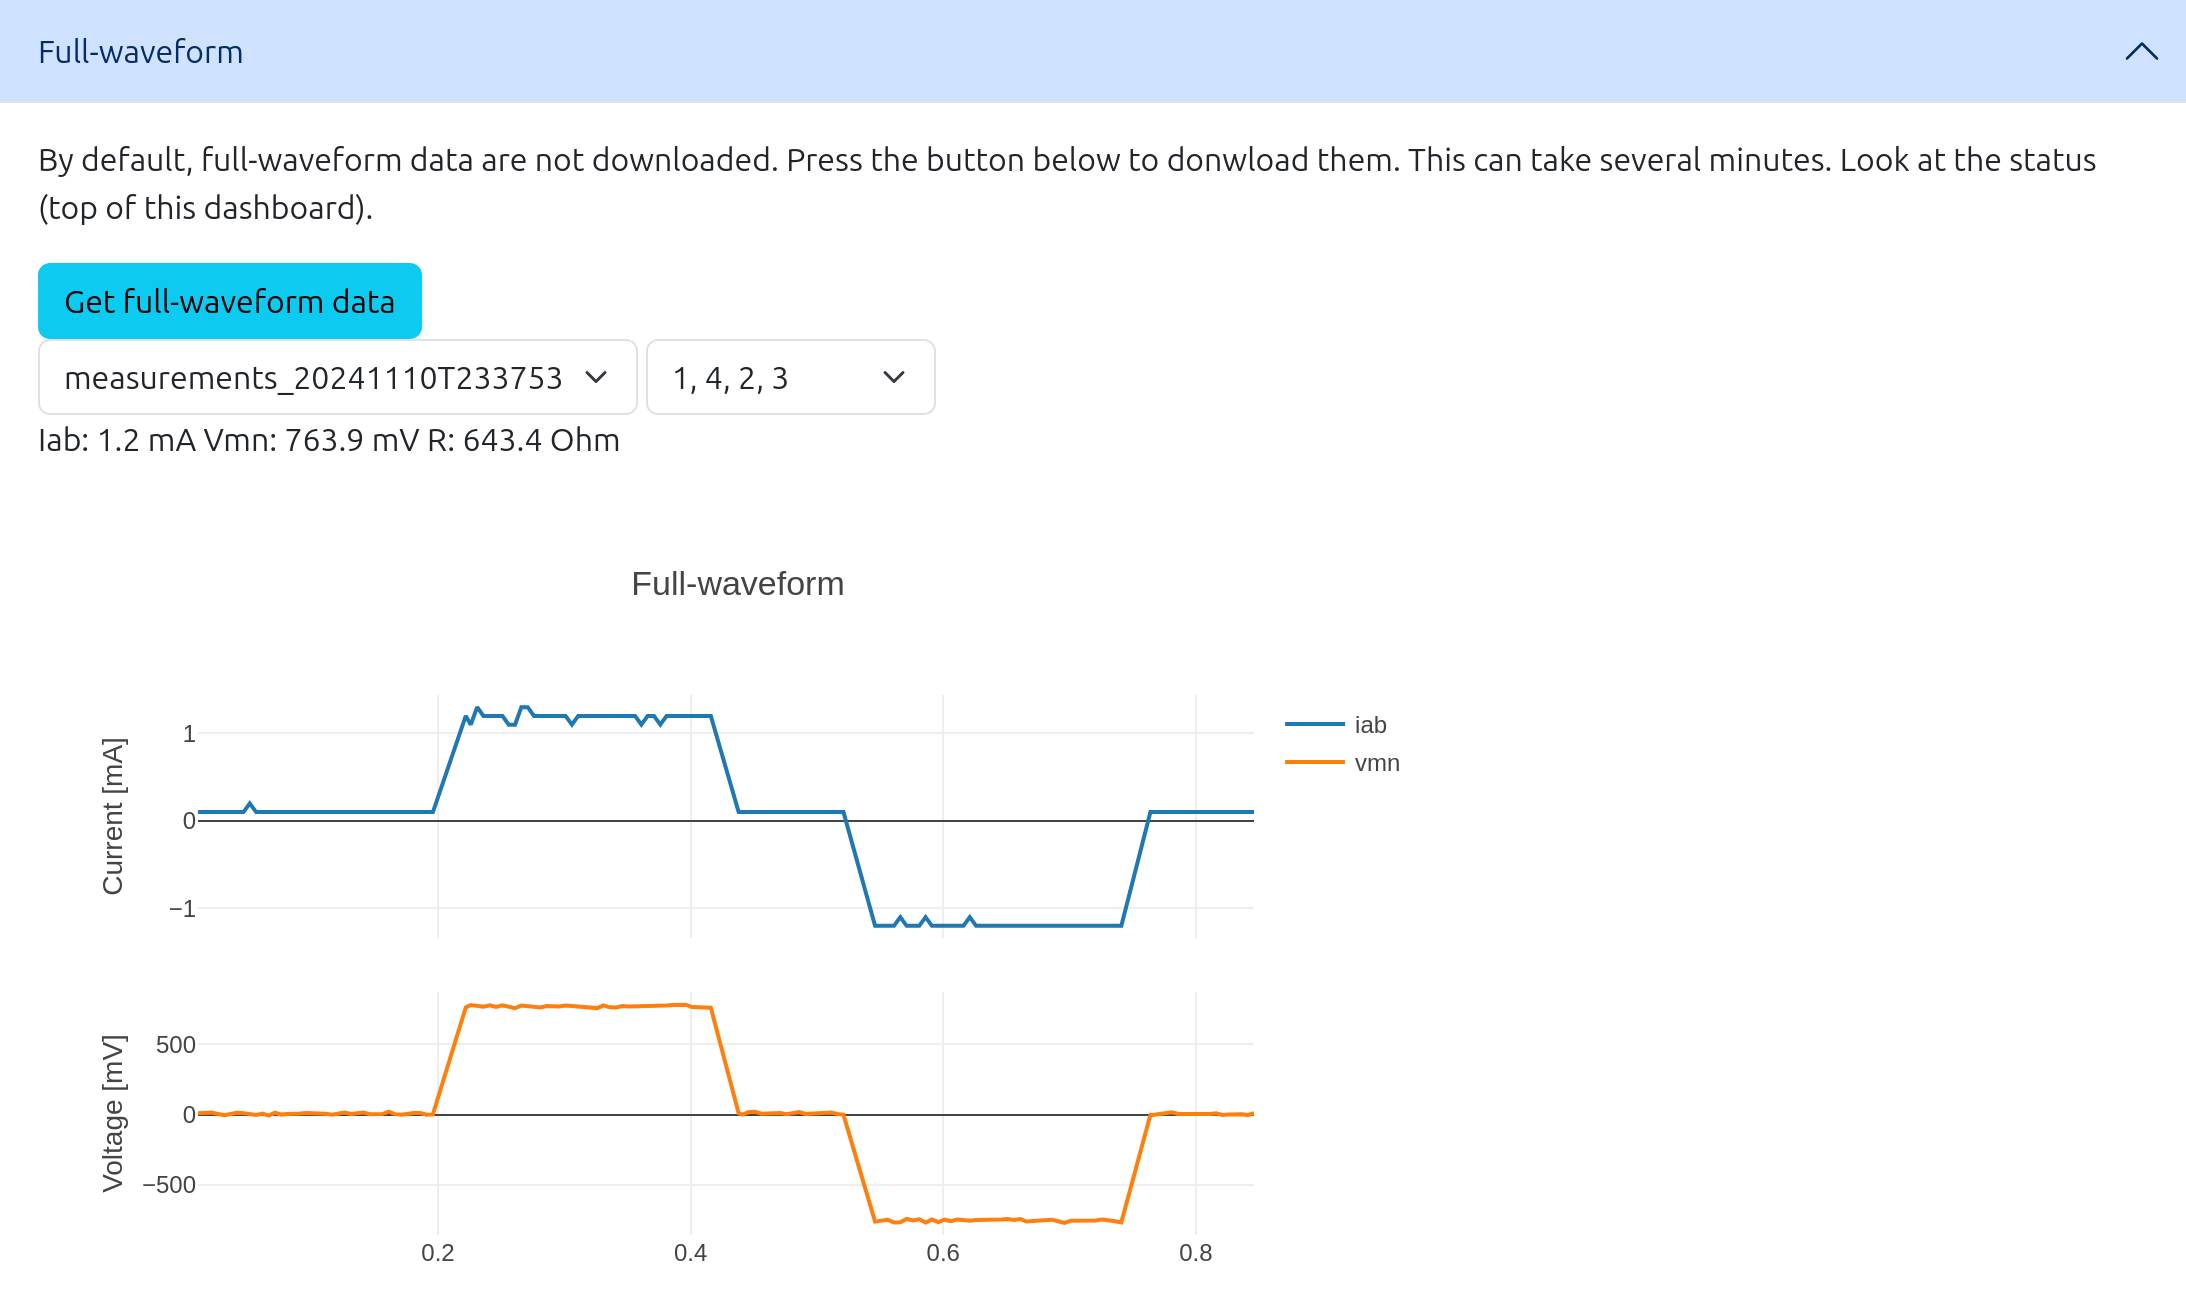 Full-waveform
By default, full-waveform data are not downloaded. Press the button below to donwload them. This can take several minutes. Look at the status
(top of this dashboard).
Get full-waveform data
measurements_20241110T233753
1, 4, 2, 3
Iab: 1.2 mA Vmn: 763.9 mV R: 643.4 Ohm
Full-waveform
Current [mA]
1
0
−1
iab
vmn
Voltage [mV]
500
0
−500
0.2
0.4
0.6
0.8